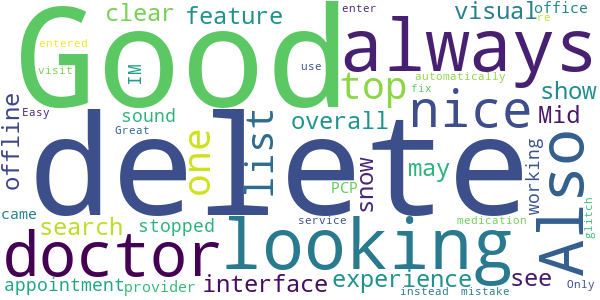 enter
office
clear
feature
visual
re
Good
always
entered
visit
IM
use
top
automatically
fix
show
offline
Easy
Great
sound
one
list
overall
nice
Mid
delete
Also
snow
may
PCP
working
came
search
stopped
service
medication
glitch
doctor
looking
appointment
provider
interface
experience
see
Only
instead
mistake